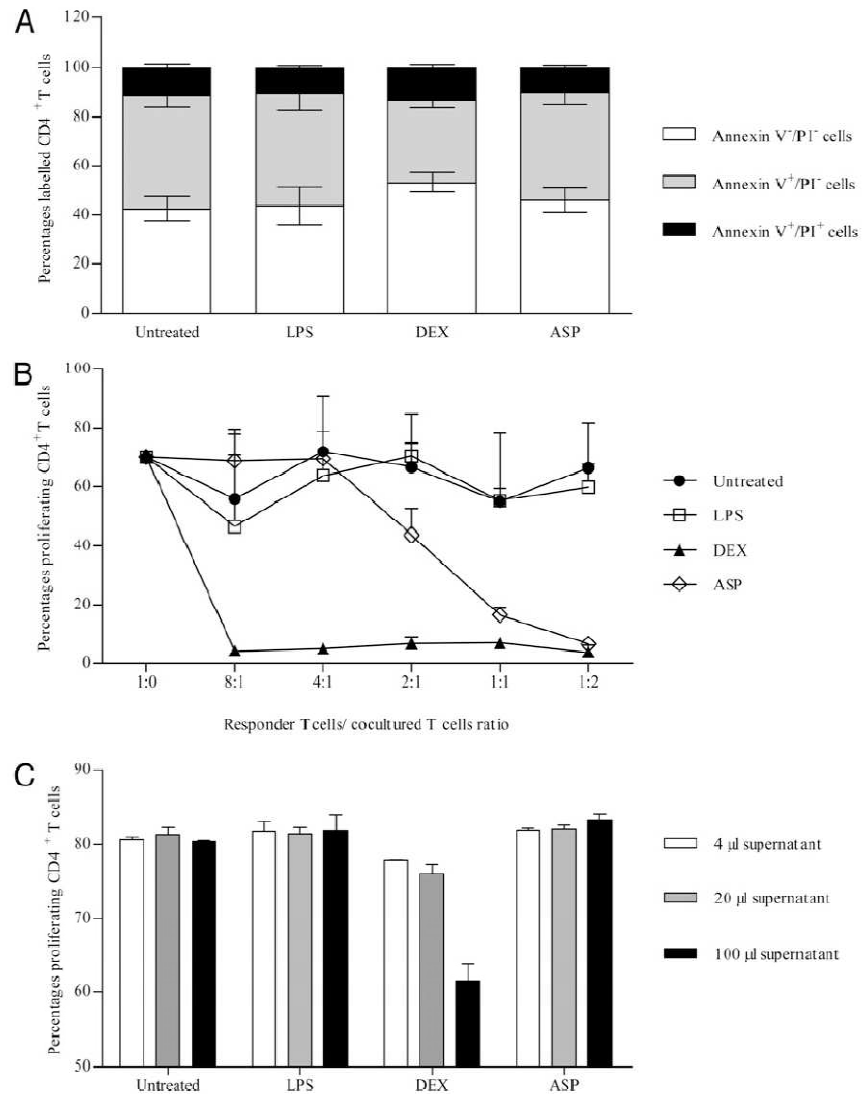 A
120
100
80
60
40
20
0
Percentages labelled CD4 + T cells
Untreated LPS DEX ASP
Annexin V-/PI- cells
Annexin V+/PI- cells
Annexin V+/PI+ cells
B
100
80
60
40
20
0
Percentages proliferating CD4+T cells
1:0 8:1 4:1 2:1 1:1 1:2
Responder Tcells/ cocultured T cells ratio
Untreated
LPS
DEX
ASP
C
90
80
70
60
50
Percentages proliferating CD4 + T cells
Untreated LPS DEX ASP
4 µl supernatant
20 µl supernatant
100 µl supernatant